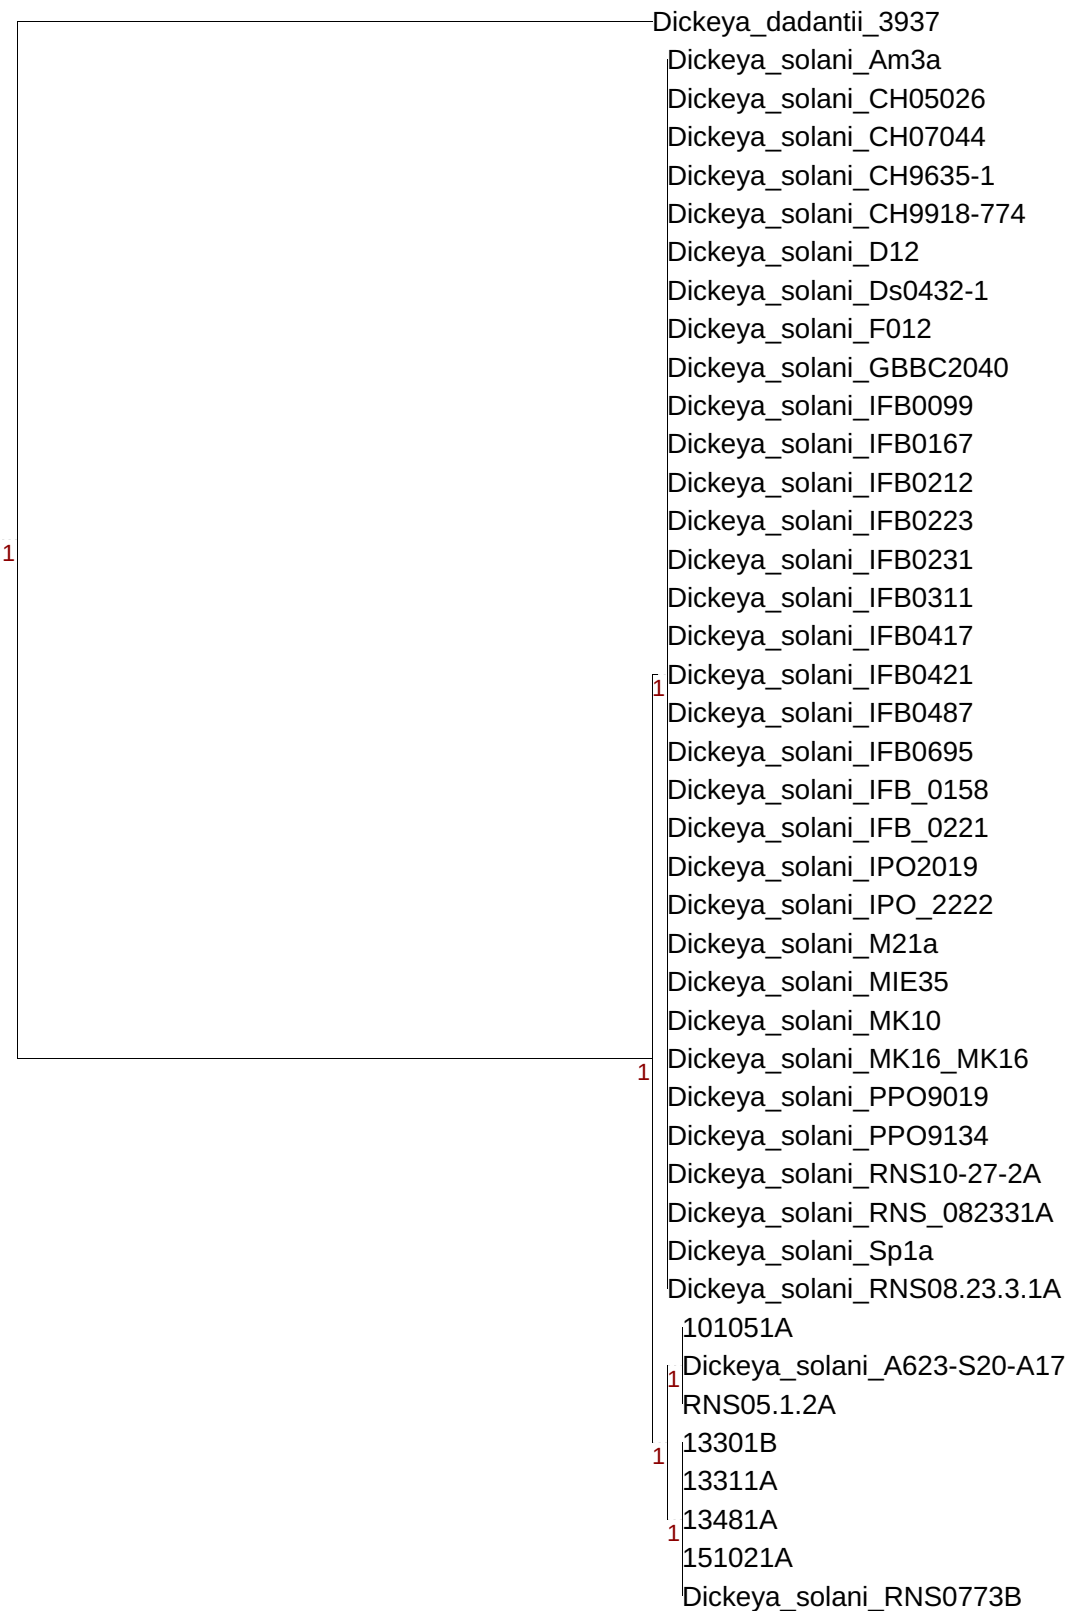 Dickeya_dadantii_3937
Dickeya_solani_Am3a
Dickeya_solani_CH05026
Dickeya_solani_CH07044
Dickeya_solani_CH9635-1
Dickeya_solani_CH9918-774
Dickeya_solani_D12
Dickeya_solani_Ds0432-1
Dickeya_solani_F012
Dickeya_solani_GBBC2040
Dickeya_solani_IFB0099
Dickeya_solani_IFB0167
Dickeya_solani_IFB0212
Dickeya_solani_IFB0223
1
Dickeya_solani_IFB0231
Dickeya_solani_IFB0311
Dickeya_solani_IFB0417
Dickeya_solani_IFB0421
1
Dickeya_solani_IFB0487
Dickeya_solani_IFB0695
Dickeya_solani_IFB_0158
Dickeya_solani_IFB_0221
Dickeya_solani_IPO2019
Dickeya_solani_IPO_2222
Dickeya_solani_M21a
Dickeya_solani_MIE35
Dickeya_solani_MK10
Dickeya_solani_MK16_MK16
1
Dickeya_solani_PPO9019
Dickeya_solani_PPO9134
Dickeya_solani_RNS10-27-2A
Dickeya_solani_RNS_082331A
Dickeya_solani_Sp1a
Dickeya_solani_RNS08.23.3.1A
101051A
Dickeya_solani_A623-S20-A17
1
RNS05.1.2A
13301B
1
13311A
13481A
1
151021A
Dickeya_solani_RNS0773B